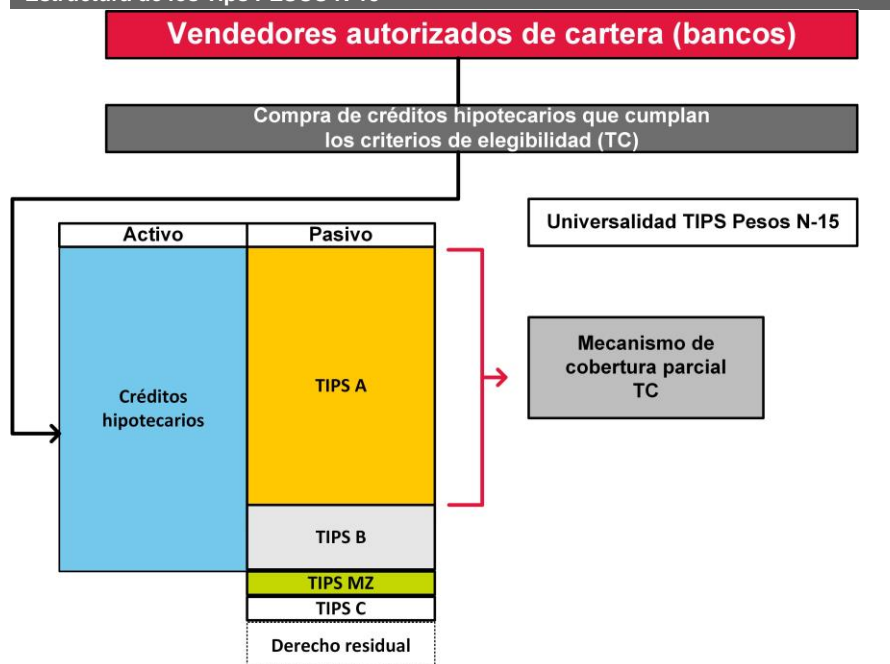 Vendedores autorizados de cartera (bancos)
Compra de créditos hipotecarios que cumplan
los criterios de elegibilidad (TC)
Universalidad TIPS Pesos N-15
Activo
Pasivo
Créditos
hipotecarios
TIPS A
Mecanismo de
cobertura parcial
TC
TIPS B
TIPS MZ
TIPS C
Derecho residual